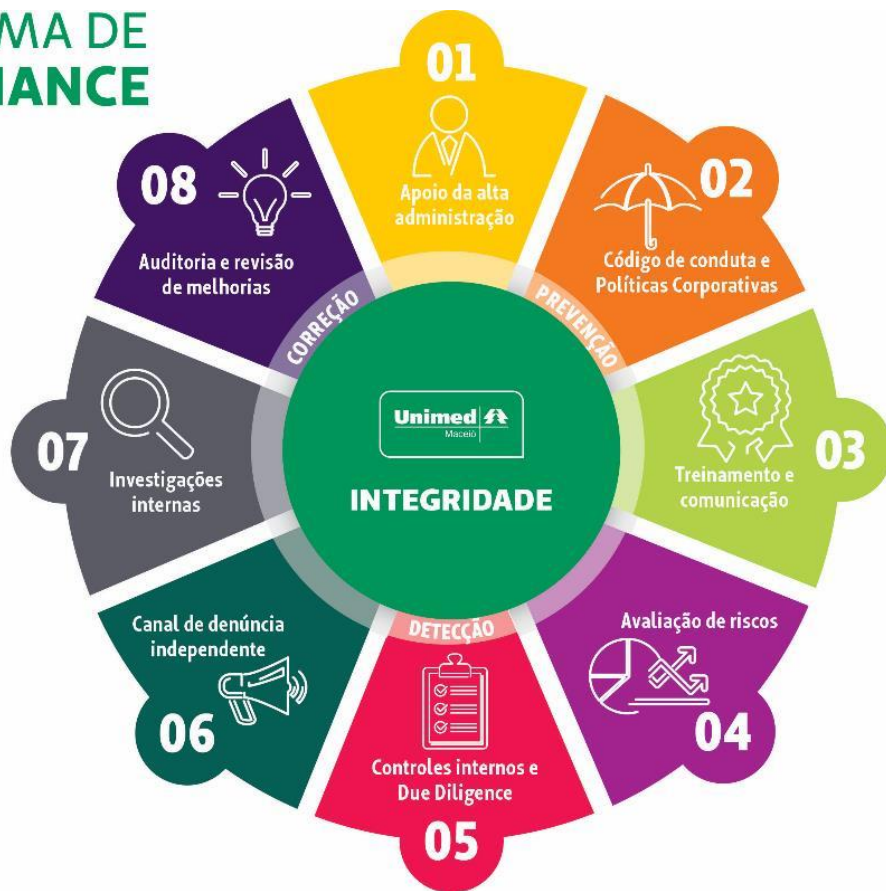 MA DE
IANCE
01
Apoio da alta
administração
02
Código de conduta e
Políticas Corporativas
03
Treinamento e
comunicação
04
Avaliação de riscos
05
Controles internos e
Due Diligence
06
Canal de denúncia
independente
07
Investigações
internas
08
Auditoria e revisão
de melhorias
CORREÇÃO
PREVENÇÃO
DETECÇÃO
Unimed
Maceió
INTEGRIDADE